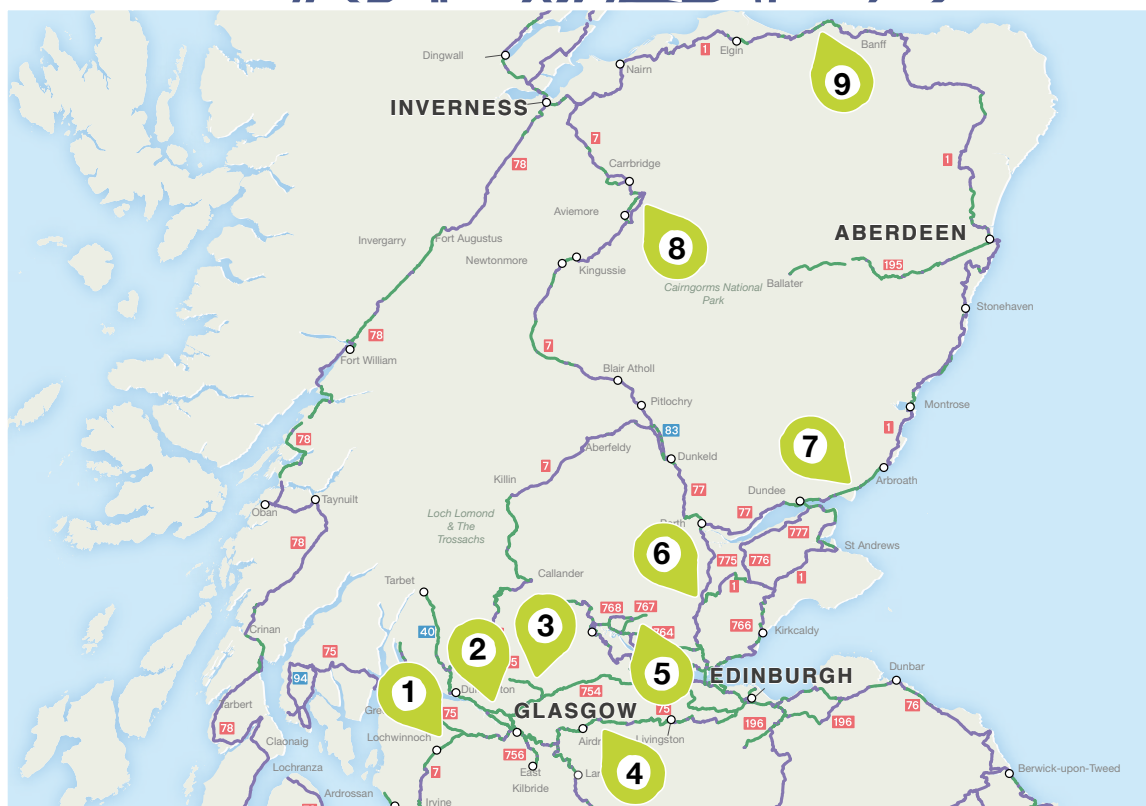 Dingwall
Elgin
Banff
1
Nairn
9
INVERNESS
7
78
1
Carrbridge
Aviemore
Invergarry
Fort Augustus
8
ABERDEEN
Newtonmore
Kingussie
195
Ballater
Cairngorms National
Park
Stonehaven
78
7
Fort William
Blair Atholl
Pitlochry
Montrose
1
83
78
Aberfeldy
7
Dunkeld
7
Arbroath
Killin
77
Dundee
Oban
Taynuilt
Loch Lomond
& The
Trossachs
77
777
Perth
St Andrews
78
6
775
776
1
1
Callander
Tarbet
768
767
764
766
Kirkcaldy
40
3
2
Crinan
75
94
5
EDINBURGH
Dunbar
1
754
76
75
GLASGOW
75
196
196
78
Claonaig
Lochwinnoch
756
Livingston
Lochranza
7
East
Kilbride
4
Berwick-upon-Tweed
Ardrossan
Irvine